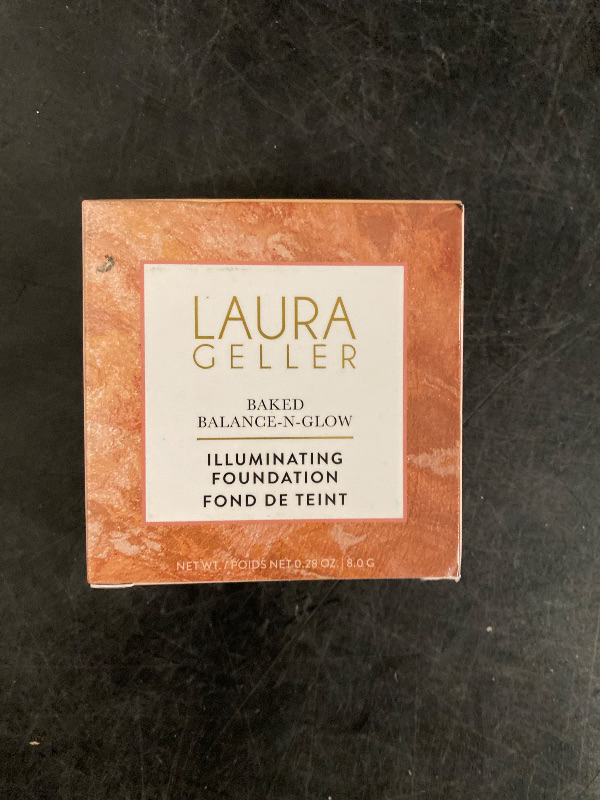 LAURA
GELLER
BAKED
BALANCE-N-GLOW
ILLUMINATING
FOUNDATION
FOND DE TEINT
NET WT. / POIDS NET 0.28 OZ. | 8.0 G